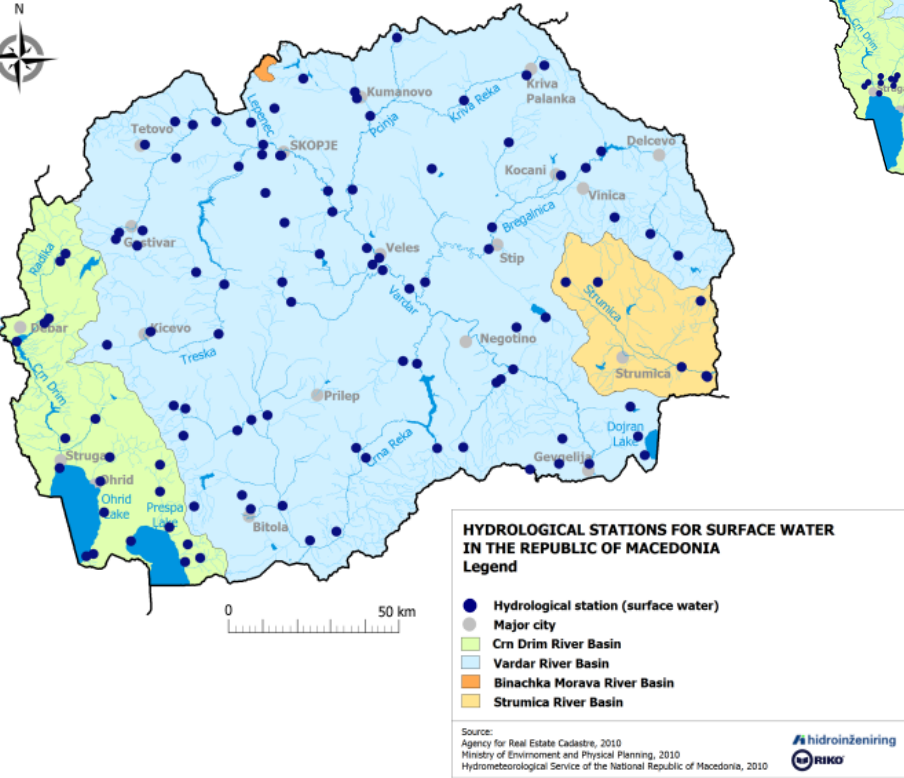 N
Crn Drim
Kumanovo
Kriva
Palanka
Kriva Reka
Lepenec
Pcinja
Tetovo
SKOPJE
Delcevo
Kocani
Vinica
Bregalnica
Gostivar
Radika
Veles
Stip
Vardar
Strumica
Debar
Kicevo
Treska
Negotino
Strumica
Crn Drim
Prilep
Dojran
Lake
Crna Reka
Struga
Gevgelija
Ohrid
Ohrid
Lake
Prespa
Lake
Bitola
0 50 km
HYDROLOGICAL STATIONS FOR SURFACE WATER
IN THE REPUBLIC OF MACEDONIA
Legend
Hydrological station (surface water)
Major city
Crn Drim River Basin
Vardar River Basin
Binachka Morava River Basin
Strumica River Basin
Source:
Agency for Real Estate Cadastre, 2010
Ministry of Envirnoment and Physical Planning, 2010
Hydrometeorological Service of the National Republic of Macedonia, 2010
hidroinženiring
RIKO